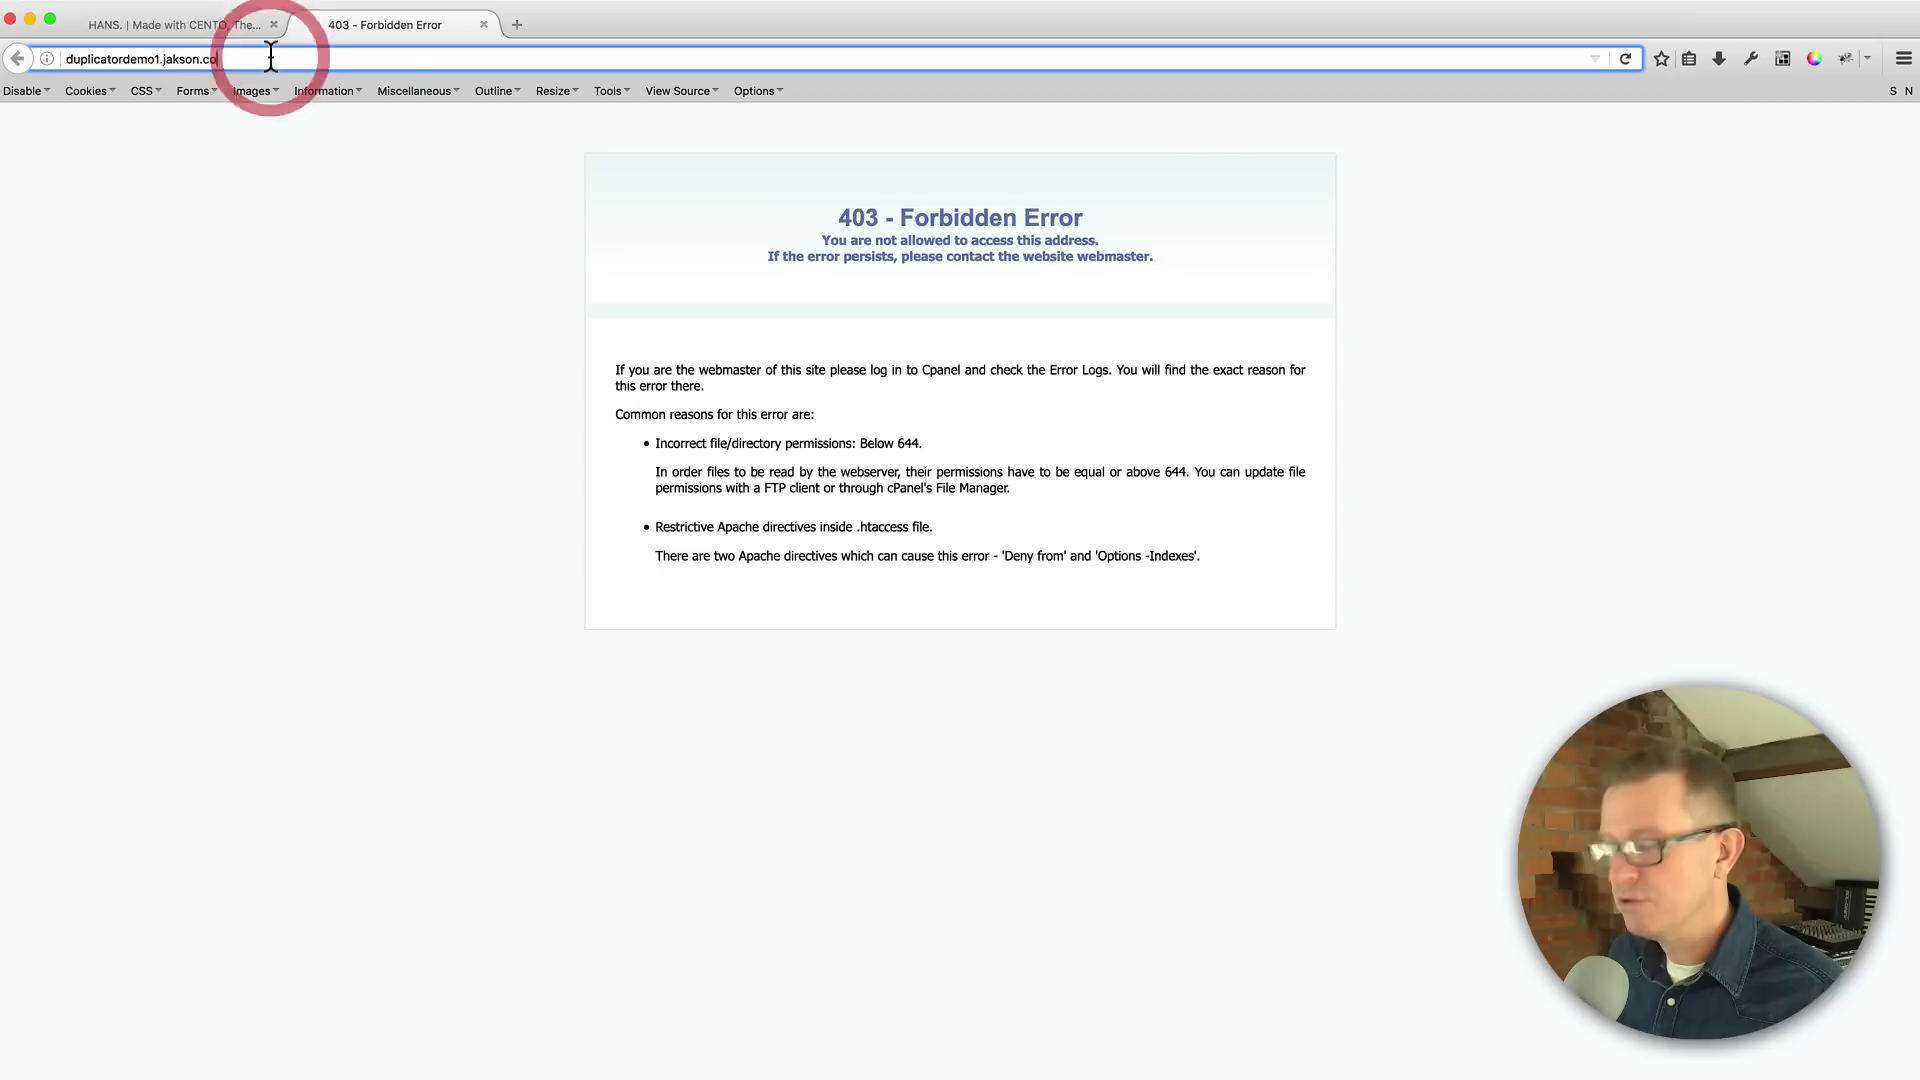 HANS. | Made with CENTO, The...
403 - Forbidden Error
duplicatordemo1.jakson.co
Disable Cookies CSS Forms Images Information Miscellaneous Outline Resize Tools View Source Options S N
403 - Forbidden Error
You are not allowed to access this address.
If the error persists, please contact the website webmaster.
If you are the webmaster of this site please log in to Cpanel and check the Error Logs. You will find the exact reason for
this error there.
Common reasons for this error are:
• Incorrect file/directory permissions: Below 644.
In order files to be read by the webserver, their permissions have to be equal or above 644. You can update file
permissions with a FTP client or through cPanel's File Manager.
• Restrictive Apache directives inside .htaccess file.
There are two Apache directives which can cause this error - 'Deny from' and 'Options -Indexes'.